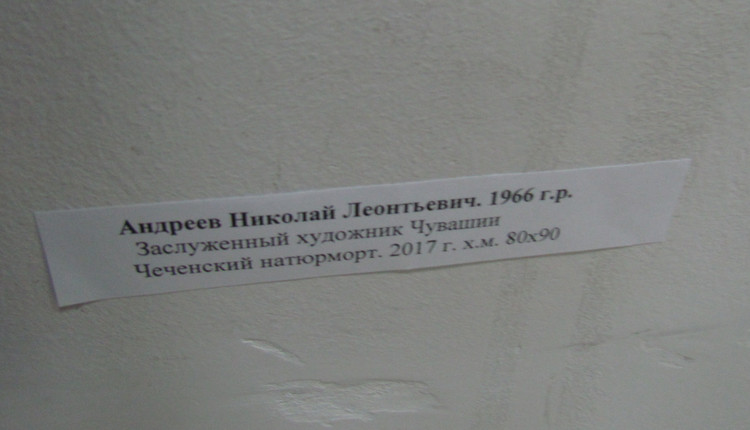 Андреев Николай Леонтьевич. 1966 г.р.
Заслуженный художник Чувашии
Чеченский натюрморт. 2017 г. х.м. 80х90